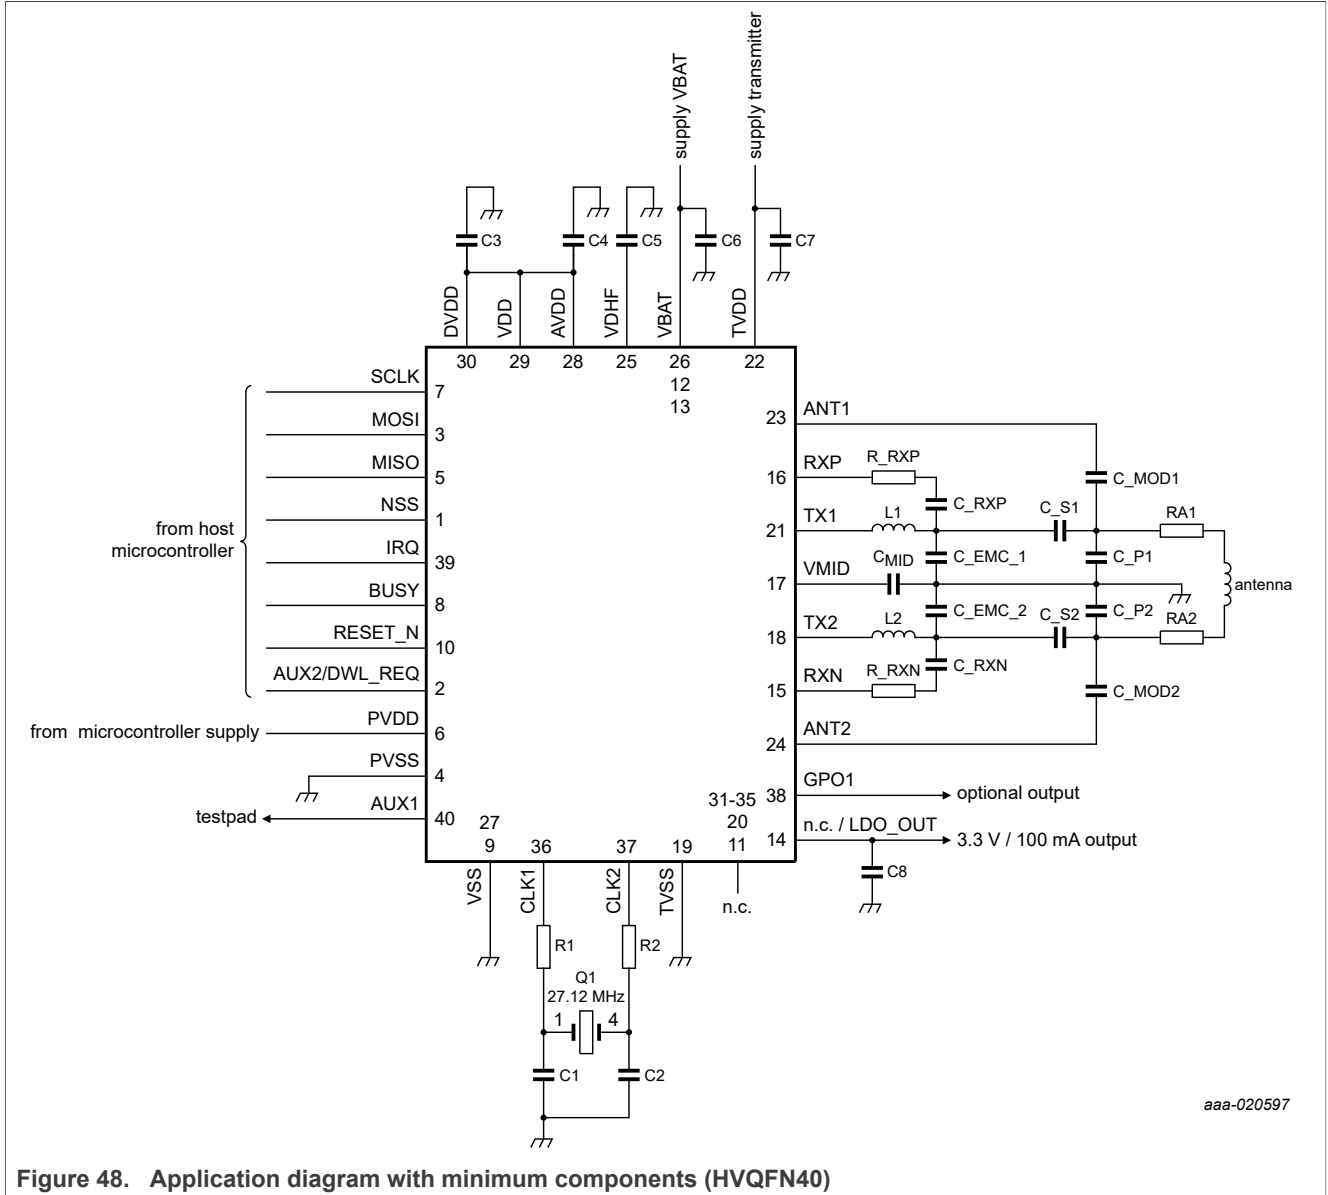 supply VBAT
supply transmitter
C3
C4
C5
C6
C7
DVDD
VDD
AVDD
VDHF
VBAT
TVDD
30
29
28
25
26
22
12
13
SCLK
7
MOSI
3
MISO
5
NSS
1
from host
microcontroller
IRQ
39
BUSY
8
RESET_N
10
AUX2/DWL_REQ
2
from microcontroller supply
PVDD
6
PVSS
4
testpad
AUX1
40
23
ANT1
C_MOD1
16
RXP
R_RXP
C_RXP
21
TX1
L1
C_S1
RA1
C_EMC_1
C_P1
17
VMID
CMID
antenna
C_EMC_2
C_P2
18
TX2
L2
C_S2
RA2
C_RXN
15
RXN
R_RXN
C_MOD2
24
ANT2
38
GPO1
optional output
14
n.c. / LDO_OUT
3.3 V / 100 mA output
C8
31-35
20
11
n.c.
27
9
36
37
19
VSS
CLK1
CLK2
TVSS
R1
R2
Q1
27.12 MHz
1
4
C1
C2
aaa-020597
Figure 48. Application diagram with minimum components (HVQFN40)